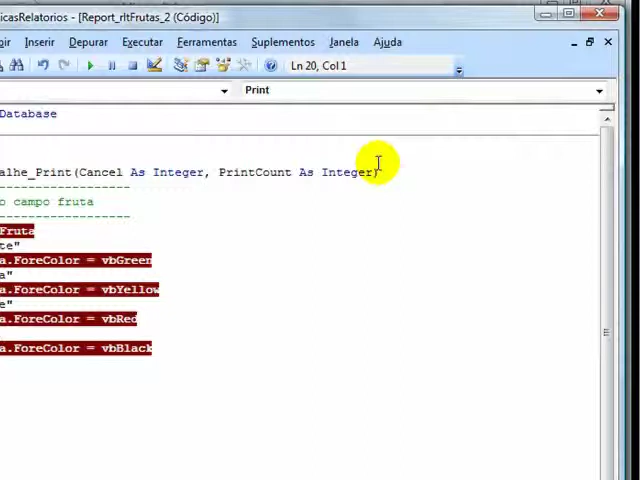 icasRelatorios - [Report_rltFrutas_2 (Código)]
bir Inserir Depurar Executar Ferramentas Suplementos Janela Ajuda
Ln 20, Col 1
Print
Database
alhe_Print(Cancel As Integer, PrintCount As Integer)
------------------
o campo fruta
------------------
Fruta
te"
a.ForeColor = vbGreen
a"
a.ForeColor = vbYellow
e"
a.ForeColor = vbRed
a.ForeColor = vbBlack